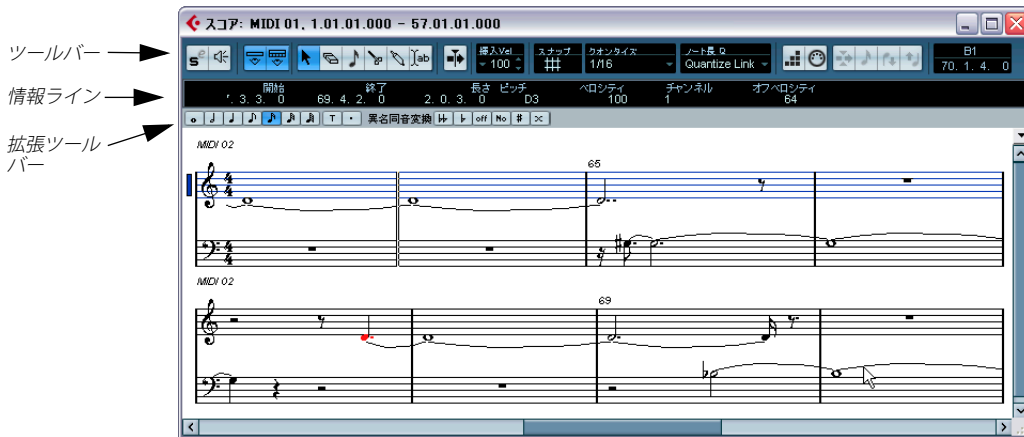 スコア: MIDI 01, 1.01.01.000 - 57.01.01.000
ツールバー
挿入Vel スナップ クオンタイズ ノート長 Q B1
100 1/16 Quantize Link 70. 1. 4. 0
情報ライン
開始 終了 長さ ピッチ ベロシティ チャンネル オフベロシティ
3. 3. 0 69. 4. 2. 0 2. 0. 3. 0 D3 100 1 64
拡張ツール
バー
T 異名同音変換 off No #
MIDI 02
65
MIDI 02
69